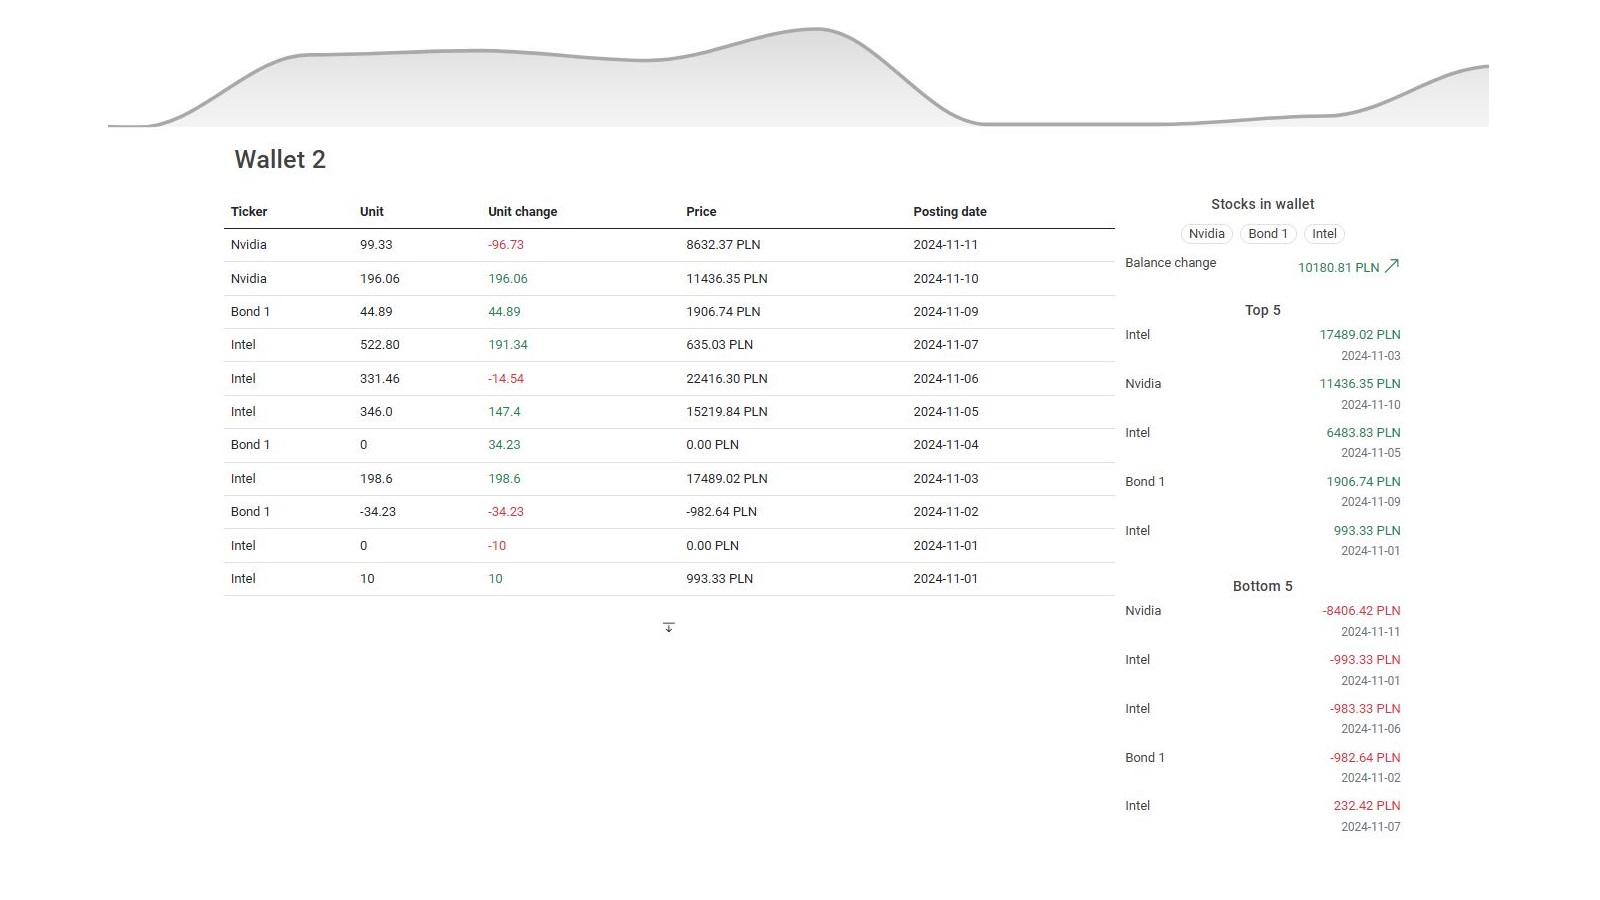 Wallet 2
Ticker Unit Unit change Price Posting date
Nvidia 99.33 -96.73 8632.37 PLN 2024-11-11
Nvidia 196.06 196.06 11436.35 PLN 2024-11-10
Bond 1 44.89 44.89 1906.74 PLN 2024-11-09
Intel 522.80 191.34 635.03 PLN 2024-11-07
Intel 331.46 -14.54 22416.30 PLN 2024-11-06
Intel 346.0 147.4 15219.84 PLN 2024-11-05
Bond 1 0 34.23 0.00 PLN 2024-11-04
Intel 198.6 198.6 17489.02 PLN 2024-11-03
Bond 1 -34.23 -34.23 -982.64 PLN 2024-11-02
Intel 0 -10 0.00 PLN 2024-11-01
Intel 10 10 993.33 PLN 2024-11-01
Stocks in wallet
Nvidia Bond 1 Intel
Balance change 10180.81 PLN
Top 5
Intel 17489.02 PLN
2024-11-03
Nvidia 11436.35 PLN
2024-11-10
Intel 6483.83 PLN
2024-11-05
Bond 1 1906.74 PLN
2024-11-09
Intel 993.33 PLN
2024-11-01
Bottom 5
Nvidia -8406.42 PLN
2024-11-11
Intel -993.33 PLN
2024-11-01
Intel -983.33 PLN
2024-11-06
Bond 1 -982.64 PLN
2024-11-02
Intel 232.42 PLN
2024-11-07